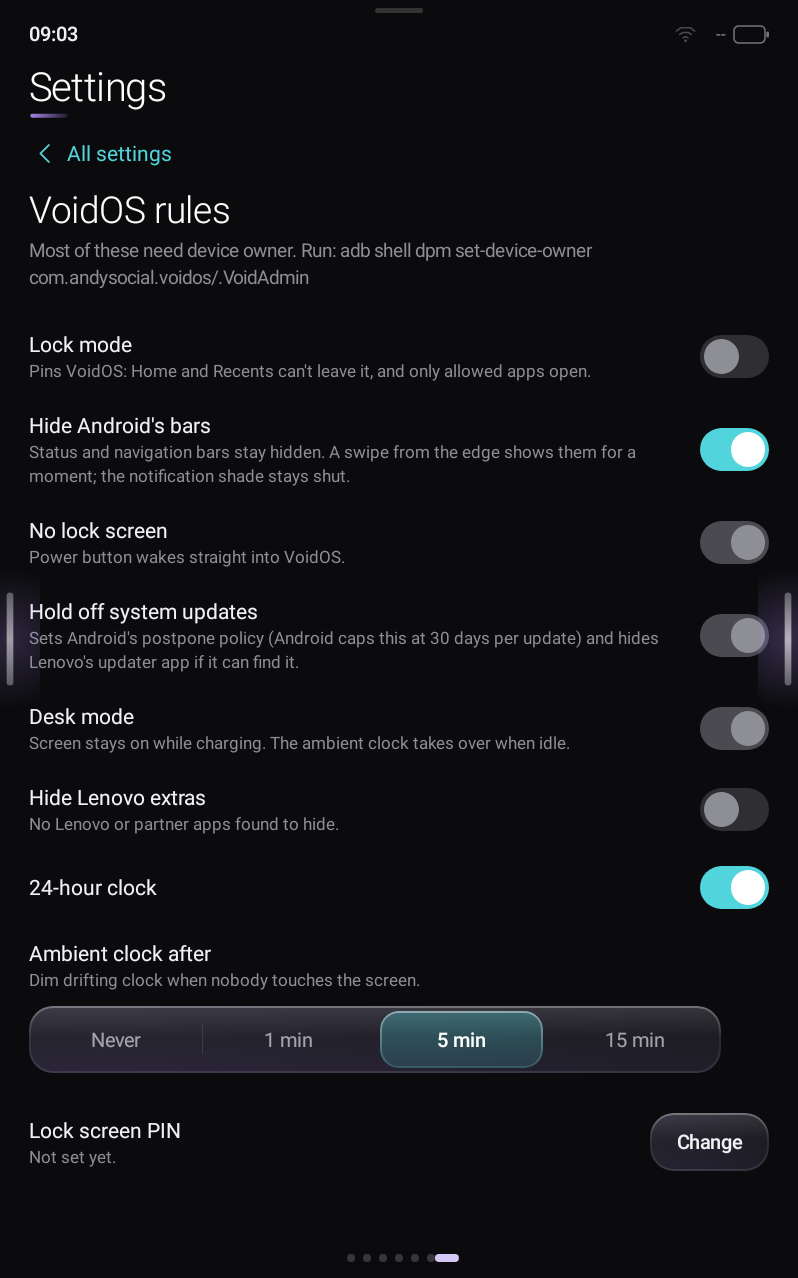 09:03
--
Settings
All settings
VoidOS rules
Most of these need device owner. Run: adb shell dpm set-device-owner
com.andysocial.voidos/.VoidAdmin
Lock mode
Pins VoidOS: Home and Recents can't leave it, and only allowed apps open.
Hide Android's bars
Status and navigation bars stay hidden. A swipe from the edge shows them for a
moment; the notification shade stays shut.
No lock screen
Power button wakes straight into VoidOS.
Hold off system updates
Sets Android's postpone policy (Android caps this at 30 days per update) and hides
Lenovo's updater app if it can find it.
Desk mode
Screen stays on while charging. The ambient clock takes over when idle.
Hide Lenovo extras
No Lenovo or partner apps found to hide.
24-hour clock
Ambient clock after
Dim drifting clock when nobody touches the screen.
Never 1 min 5 min 15 min
Lock screen PIN
Not set yet.
Change